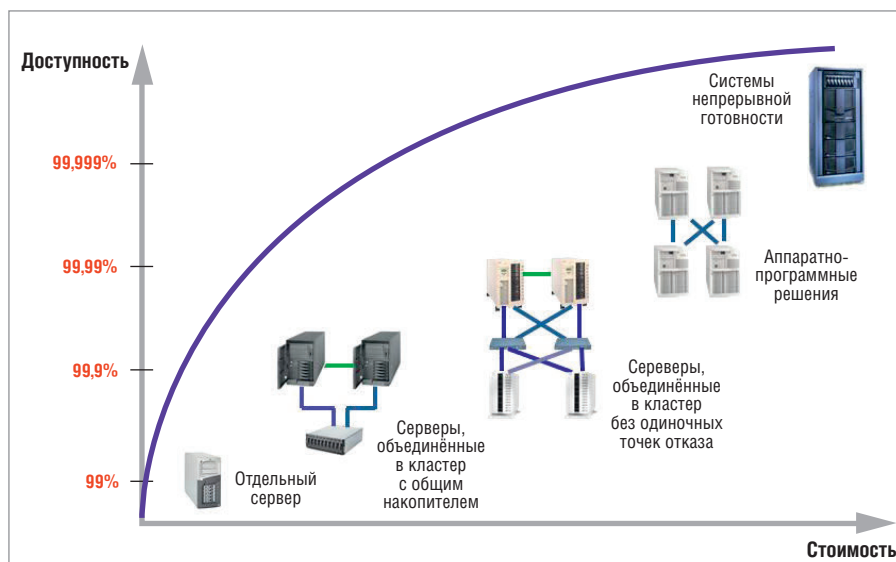 Доступность
Системы
непрерывной
готовности
99,999%
99,99%
Аппаратно-
программные
решения
99,9%
Сереверы,
объединённые
в кластер
без одиночных
точек отказа
Серверы,
объединённые
в кластер
с общим
накопителем
99%
Отдельный
сервер
Стоимость